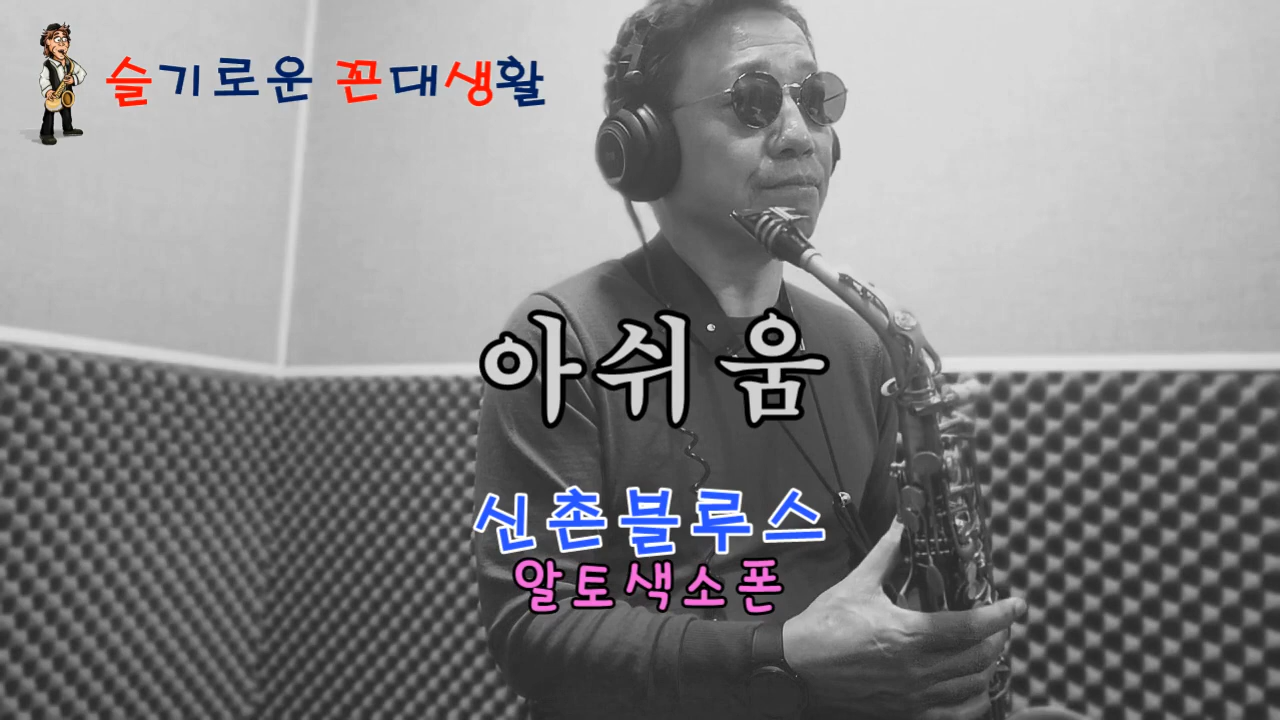 슬기로운 꼰대생활
아쉬움
신촌블루스
알토색소폰